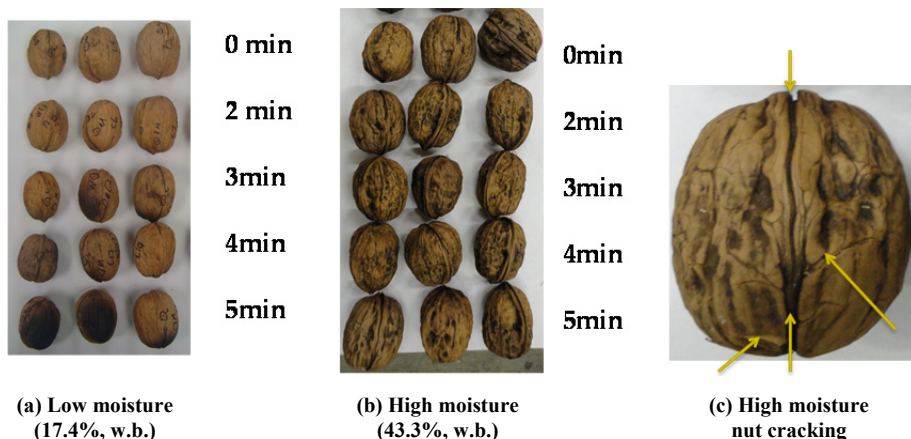 0 min
2 min
3min
4min
5min
0min
2min
3min
4min
5min
(a) Low moisture
(17.4%, w.b.)
(b) High moisture
(43.3%, w.b.)
(c) High moisture
nut cracking